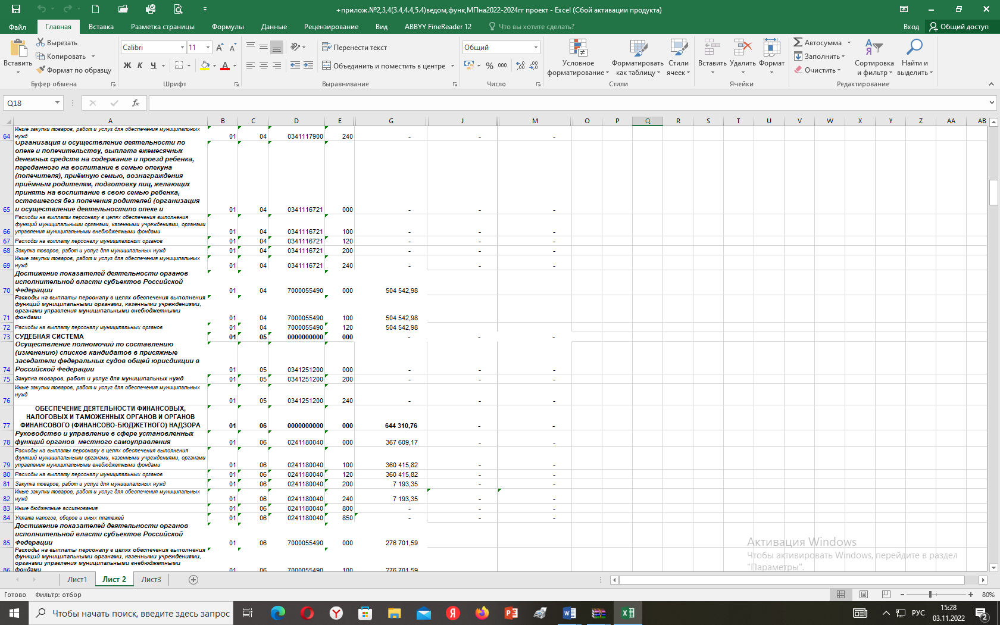 +прилож.№2,3,4(3.4,4.4,5.4)ведом,функ,МПна2022-2024гг проект - Excel (Сбой активации продукта)
Файл Главная Вставка Разметка страницы Формулы Данные Рецензирование Вид ABBYY FineReader 12 Что вы хотите сделать? Вход Общий доступ
Вставить
Вырезать
Копировать
Формат по образцу
Буфер обмена
Calibri 11
Ж К Ч А
Шрифт
Перенести текст
Объединить и поместить в центре
Выравнивание
Общий
% 000
Число
Условное форматирование
Форматировать как таблицу
Стили ячеек
Стили
Вставить Удалить Формат
Ячейки
Автосумма
Заполнить
Очистить
Сортировка и фильтр
Найти и выделить
Редактирование
Q18 fx
A B C D E G J M O P Q R S T U V W X Y Z AA AB
Иные закупки товаров, работ и услуг для обеспечения муниципальных
64 нужд 01 04 0341117900 240 - - -
Организация и осуществление деятельности по
опеке и попечительству, выплата ежемесячных
денежных средств на содержание и проезд ребенка,
переданного на воспитание в семью опекуна
(попечителя), приёмную семью, вознаграждения
приёмным родителям, подготовку лиц, желающих
принять на воспитание в свою семью ребенка,
оставшегося без попечения родителей (организация
65 и осуществление деятельностипо опеке и 01 04 0341116721 000 - - -
Расходы на выплаты персоналу в целях обеспечения выполнения
функций муниципальными органами, казенными учреждениями, органами
66 управления муниципальными внебюджетными фондами 01 04 0341116721 100 - - -
67 Расходы на выплату персоналу муниципальных органов 01 04 0341116721 120 - - -
68 Закупка товаров, работ и услуг для муниципальных нужд 01 04 0341116721 200 - - -
Иные закупки товаров, работ и услуг для обеспечения муниципальных
69 нужд 01 04 0341116721 240 - - -
Достижение показателей деятельности органов
исполнительной власти субъектов Российской
70 Федерации 01 04 7000055490 000 504 542,98
Расходы на выплаты персоналу в целях обеспечения выполнения
функций муниципальными органами, казенными учреждениями,
органами управления муниципальными внебюджетными
71 фондами 01 04 7000055490 100 504 542,98
72 Расходы на выплату персоналу муниципальных органов 01 04 7000055490 120 504 542,98
73 СУДЕБНАЯ СИСТЕМА 01 05 0000000000 000 - - -
Осуществление полномочий по составлению
(изменению) списков кандидатов в присяжные
заседатели федеральных судов общей юрисдикции в
74 Российской Федерации 01 05 0341251200 000 - - -
75 Закупка товаров, работ и услуг для муниципальных нужд 01 05 0341251200 200 - - -
Иные закупки товаров, работ и услуг для обеспечения муниципальных
нужд
76 01 05 0341251200 240 - - -
ОБЕСПЕЧЕНИЕ ДЕЯТЕЛЬНОСТИ ФИНАНСОВЫХ,
НАЛОГОВЫХ И ТАМОЖЕННЫХ ОРГАНОВ И ОРГАНОВ
77 ФИНАНСОВОГО (ФИНАНСОВО-БЮДЖЕТНОГО) НАДЗОРА 01 06 0000000000 000 644 310,76 - -
Руководство и управление в сфере установленных
78 функций органов местного самоуправления 01 06 0241180040 000 367 609,17 - -
Расходы на выплаты персоналу в целях обеспечения выполнения
функций муниципальными органами, казенными учреждениями, органами
79 управления муниципальными внебюджетными фондами 01 06 0241180040 100 360 415,82 - -
80 Расходы на выплату персоналу муниципальных органов 01 06 0241180040 120 360 415,82 - -
81 Закупка товаров, работ и услуг для муниципальных нужд 01 06 0241180040 200 7 193,35 - -
Иные закупки товаров, работ и услуг для обеспечения муниципальных
82 нужд 01 06 0241180040 240 7 193,35 - -
83 Иные бюджетные ассигнования 01 06 0241180040 800 - - -
84 Уплата налогов, сборов и иных платежей 01 06 0241180040 850 - - -
Достижение показателей деятельности органов
исполнительной власти субъектов Российской
85 Федерации 01 06 7000055490 000 276 701,59
Расходы на выплаты персоналу в целях обеспечения выполнения
функций муниципальными органами, казенными учреждениями,
органами управления муниципальными внебюджетными
86 фондами 01 06 7000055490 100 276 701,59
Активация Windows
Чтобы активировать Windows, перейдите в раздел
"Параметры".
Лист1 Лист 2 Лист3
Готово Фильтр: отбор 80%
Чтобы начать поиск, введите здесь запрос
РУС 15:28
03.11.2022 2